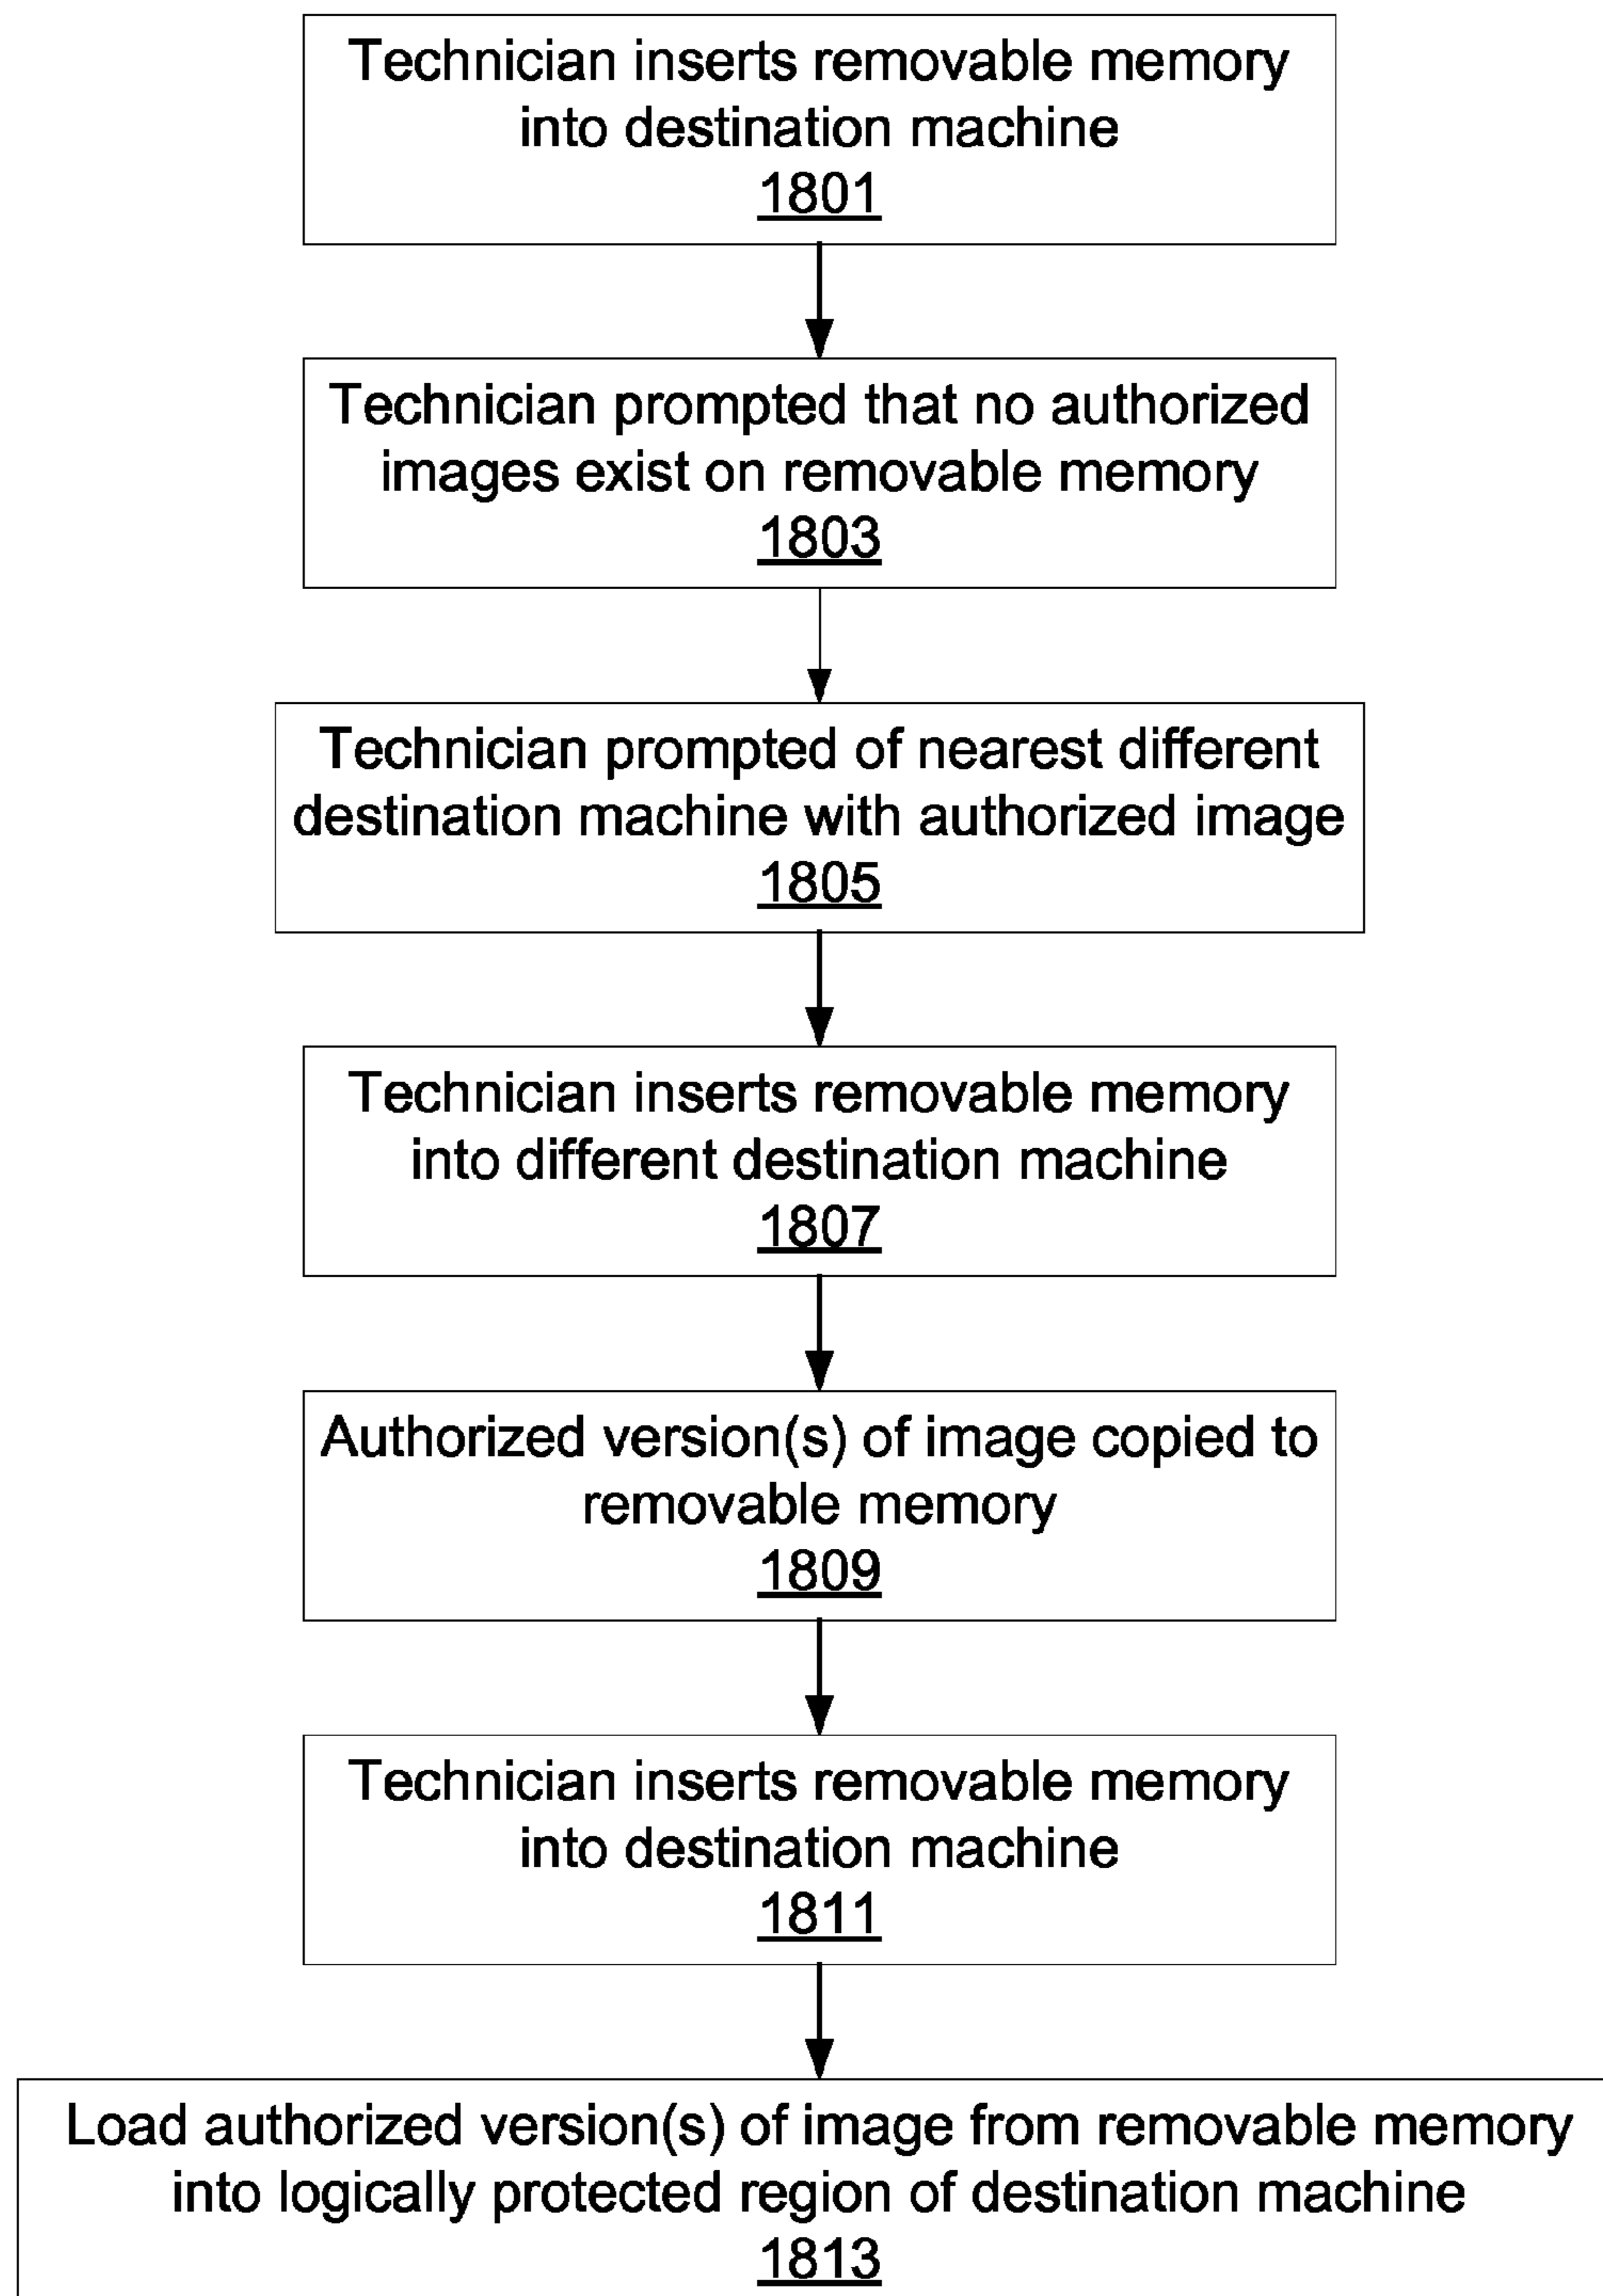 Technician inserts removable memory
into destination machine
1801
Technician prompted that no authorized
images exist on removable memory
1803
Technician prompted of nearest different
destination machine with authorized image
1805
Technician inserts removable memory
into different destination machine
1807
Authorized version(s) of image copied to
removable memory
1809
Technician inserts removable memory
into destination machine
1811
Load authorized version(s) of image from removable memory
into logically protected region of destination machine
1813